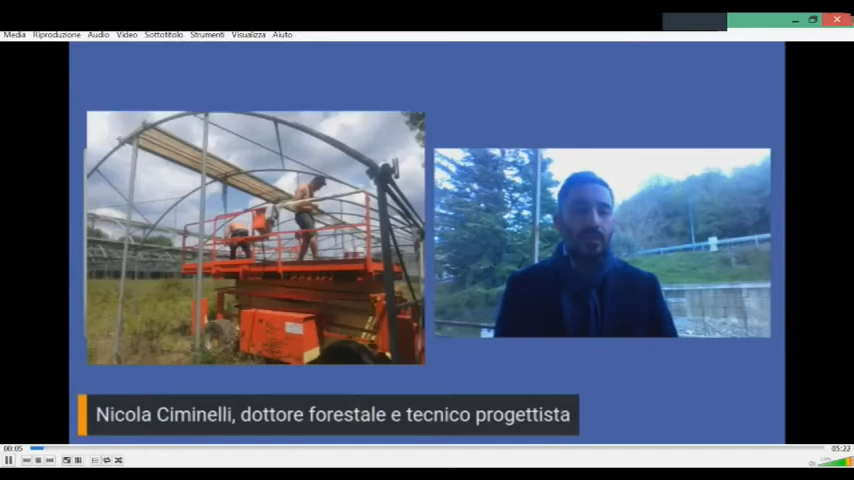 Media Riproduzione Audio Video Sottotitolo Strumenti Visualizza Aiuto
Nicola Ciminelli, dottore forestale e tecnico progettista
00:05
05:22